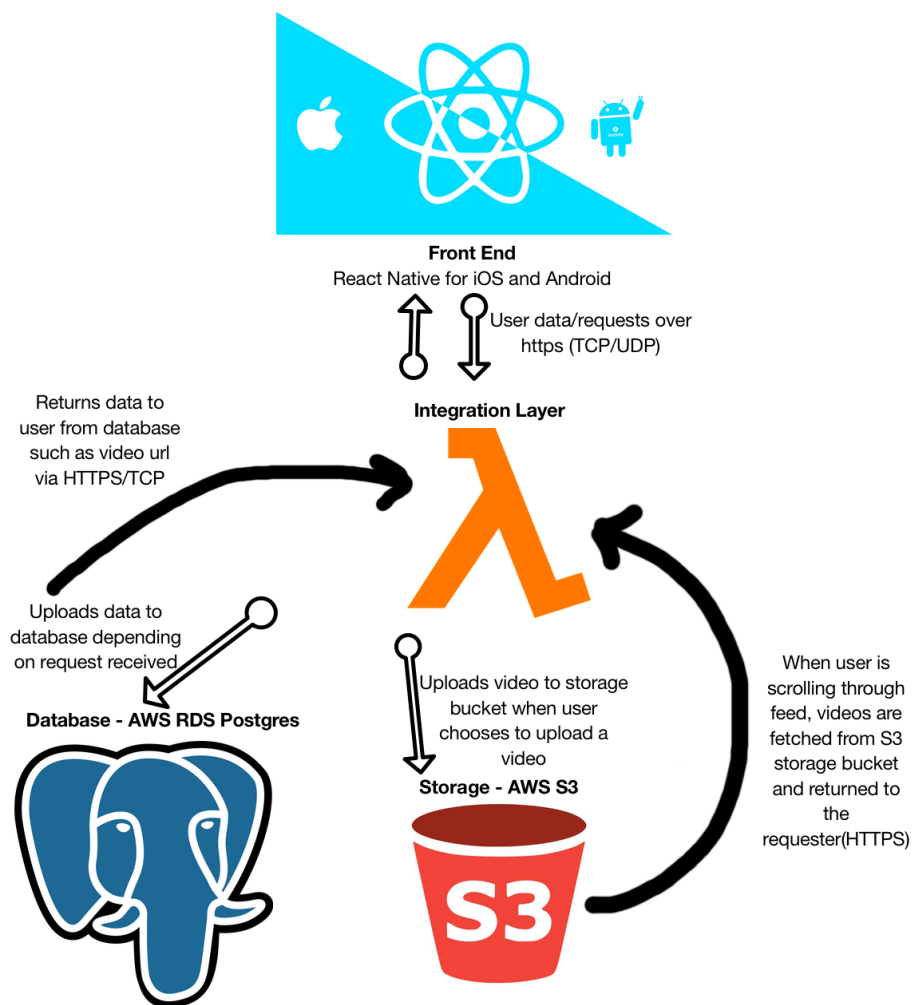 Front End
React Native for iOS and Android
User data/requests over
https (TCP/UDP)
Integration Layer
Returns data to
user from database
such as video url
via HTTPS/TCP
Uploads data to
database depending
on request received
Database - AWS RDS Postgres
Uploads video to storage
bucket when user
chooses to upload a
video
Storage - AWS S3
S3
When user is
scrolling through
feed, videos are
fetched from S3
storage bucket
and returned to
the
requester(HTTPS)